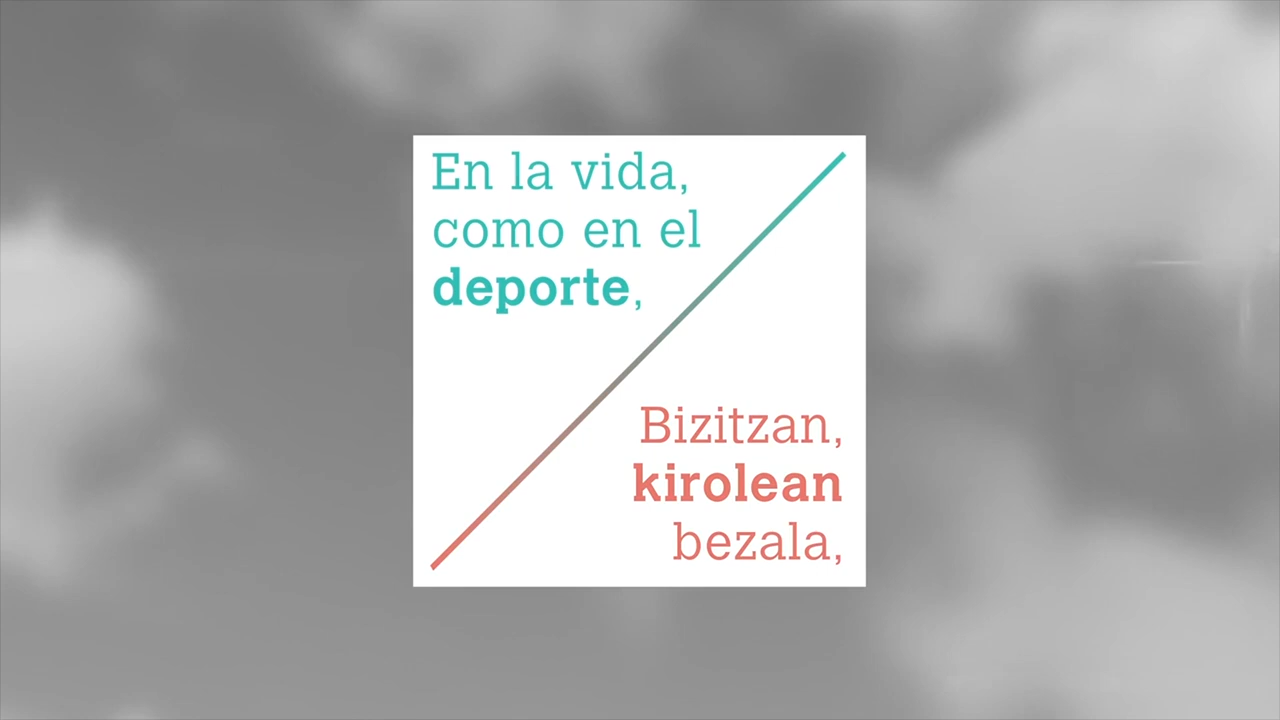 En la vida,
como en el
deporte,
Bizitzan,
kirolean
bezala,